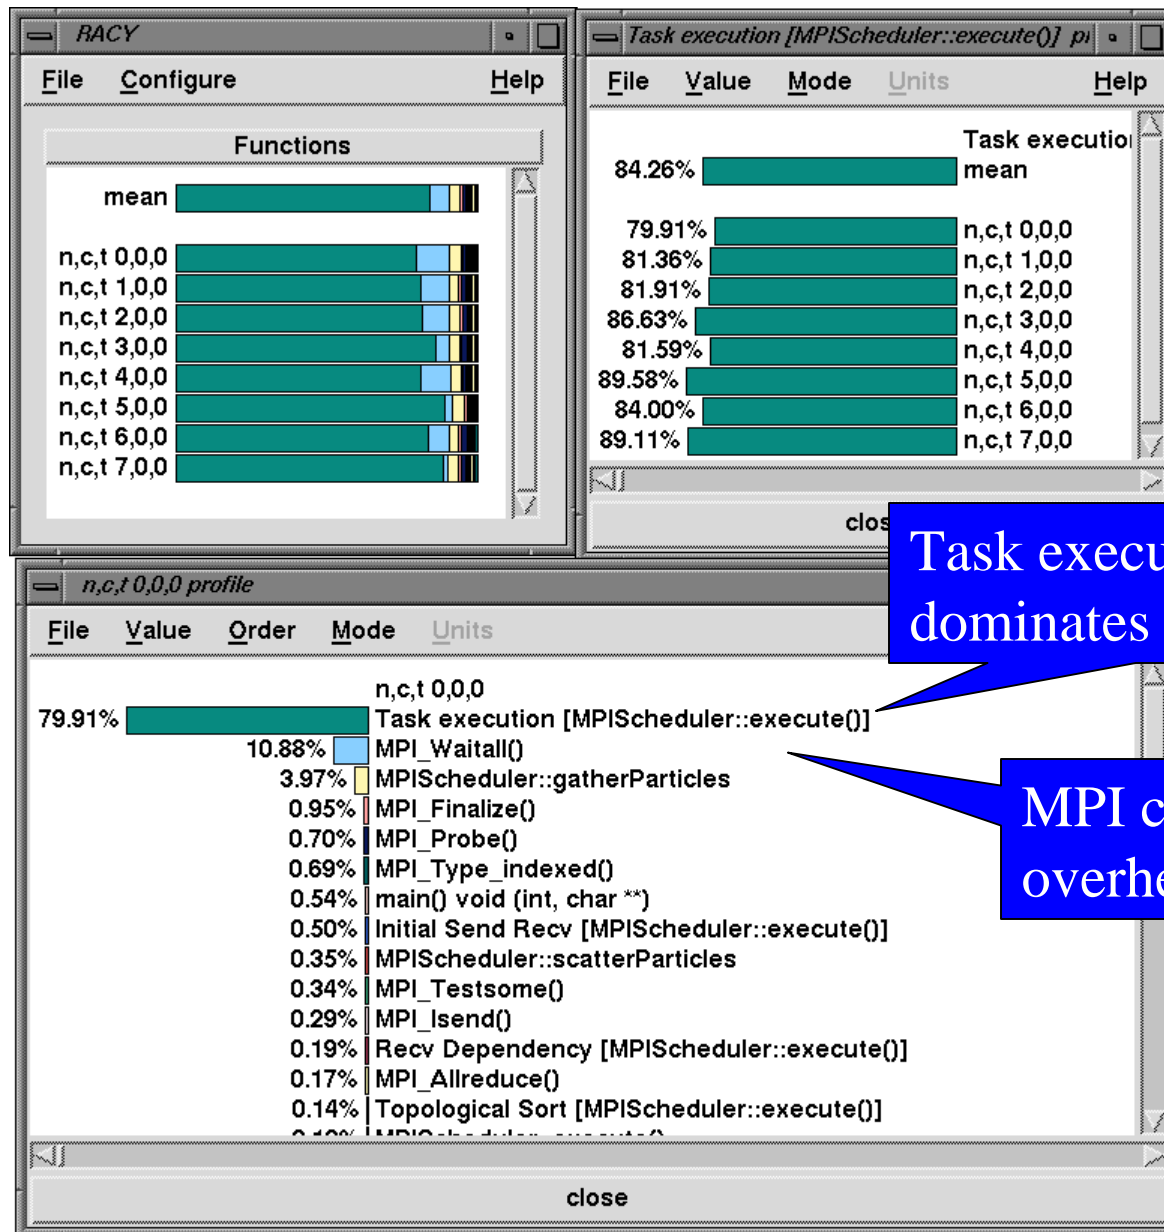 RACY
File Configure Help
Functions
mean
n,c,t 0,0,0
n,c,t 1,0,0
n,c,t 2,0,0
n,c,t 3,0,0
n,c,t 4,0,0
n,c,t 5,0,0
n,c,t 6,0,0
n,c,t 7,0,0
Task execution [MPIScheduler::execute()]
File Value Mode Units Help
Task
84.26% mean
79.91% n,c,t 0,0,0
81.36% n,c,t 1,0,0
81.91% n,c,t 2,0,0
86.63% n,c,t 3,0,0
81.59% n,c,t 4,0,0
89.58% n,c,t 5,0,0
84.00% n,c,t 6,0,0
89.11% n,c,t 7,0,0
n,c,t 0,0,0 profile
File Value Order Mode Units
n,c,t 0,0,0
79.91% Task execution [MPIScheduler::execute()]
10.88% MPI_Waitall()
3.97% MPIScheduler::gatherParticles
0.95% MPI_Finalize()
0.70% MPI_Probe()
0.69% MPI_Type_indexed()
0.54% main() void (int, char **)
0.50% Initial Send Recv [MPIScheduler::execute()]
0.35% MPIScheduler::scatterParticles
0.34% MPI_Testsome()
0.29% MPI_Isend()
0.19% Recv Dependency [MPIScheduler::execute()]
0.17% MPI_Allreduce()
0.14% Topological Sort [MPIScheduler::execute()]
close
Task
dominates
MPI